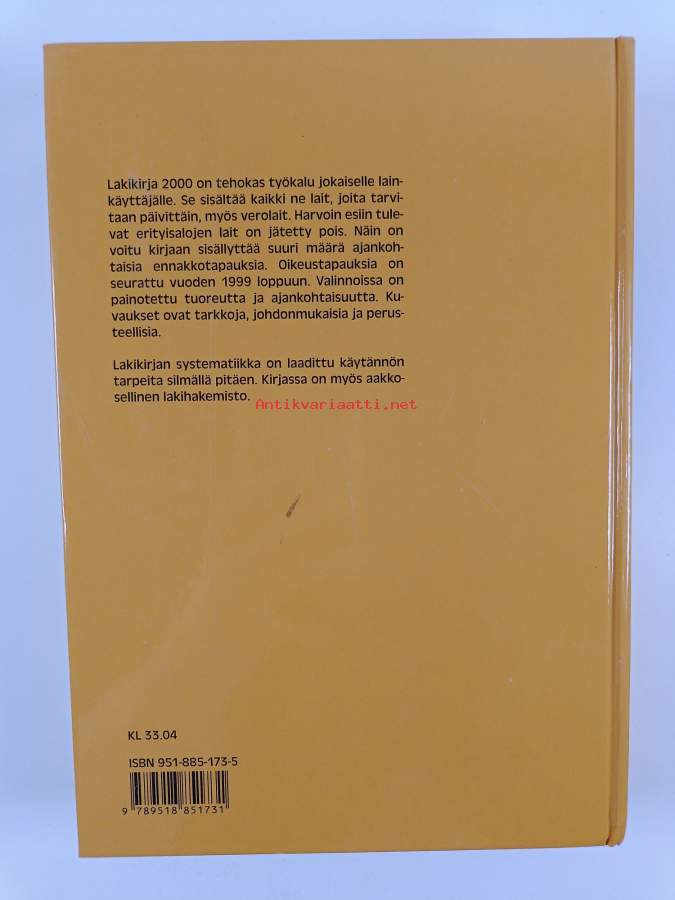 Lakikirja 2000 on tehokas työkalu jokaiselle lain-
käyttäjälle. Se sisältää kaikki ne lait, joita tarvi-
taan päivittäin, myös verolait. Harvoin esiin tule-
vat erityisalojen lait on jätetty pois. Näin on
voitu kirjaan sisällyttää suuri määrä ajankoh-
taisia ennakkotapauksia. Oikeustapauksia on
seurattu vuoden 1999 loppuun. Valinnoissa on
painotettu tuoreutta ja ajankohtaisuutta. Ku-
vaukset ovat tarkkoja, johdonmukaisia ja perus-
teellisia.
Lakikirjan systematiikka on laadittu käytännön
tarpeita silmällä pitäen. Kirjassa on myös aakko-
sellinen lakihakemisto.
Antikvariaatti.net
KL 33.04
ISBN 951-885-173-5
9 789518 851731